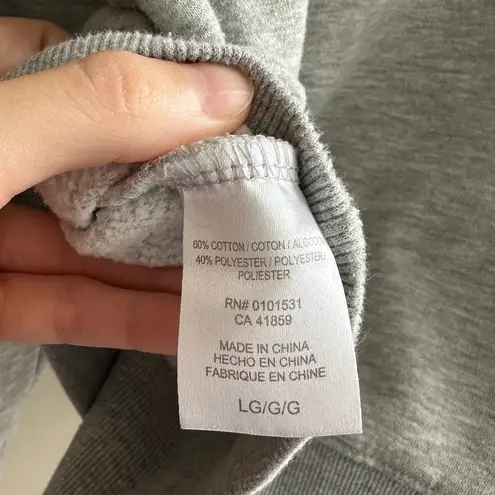 60% COTTON / COTON / ALGODO
40% POLYESTER / POLYESTER
POLIESTER
RN# 0101531
CA 41859
MADE IN CHINA
HECHO EN CHINA
FABRIQUE EN CHINE
LG/G/G